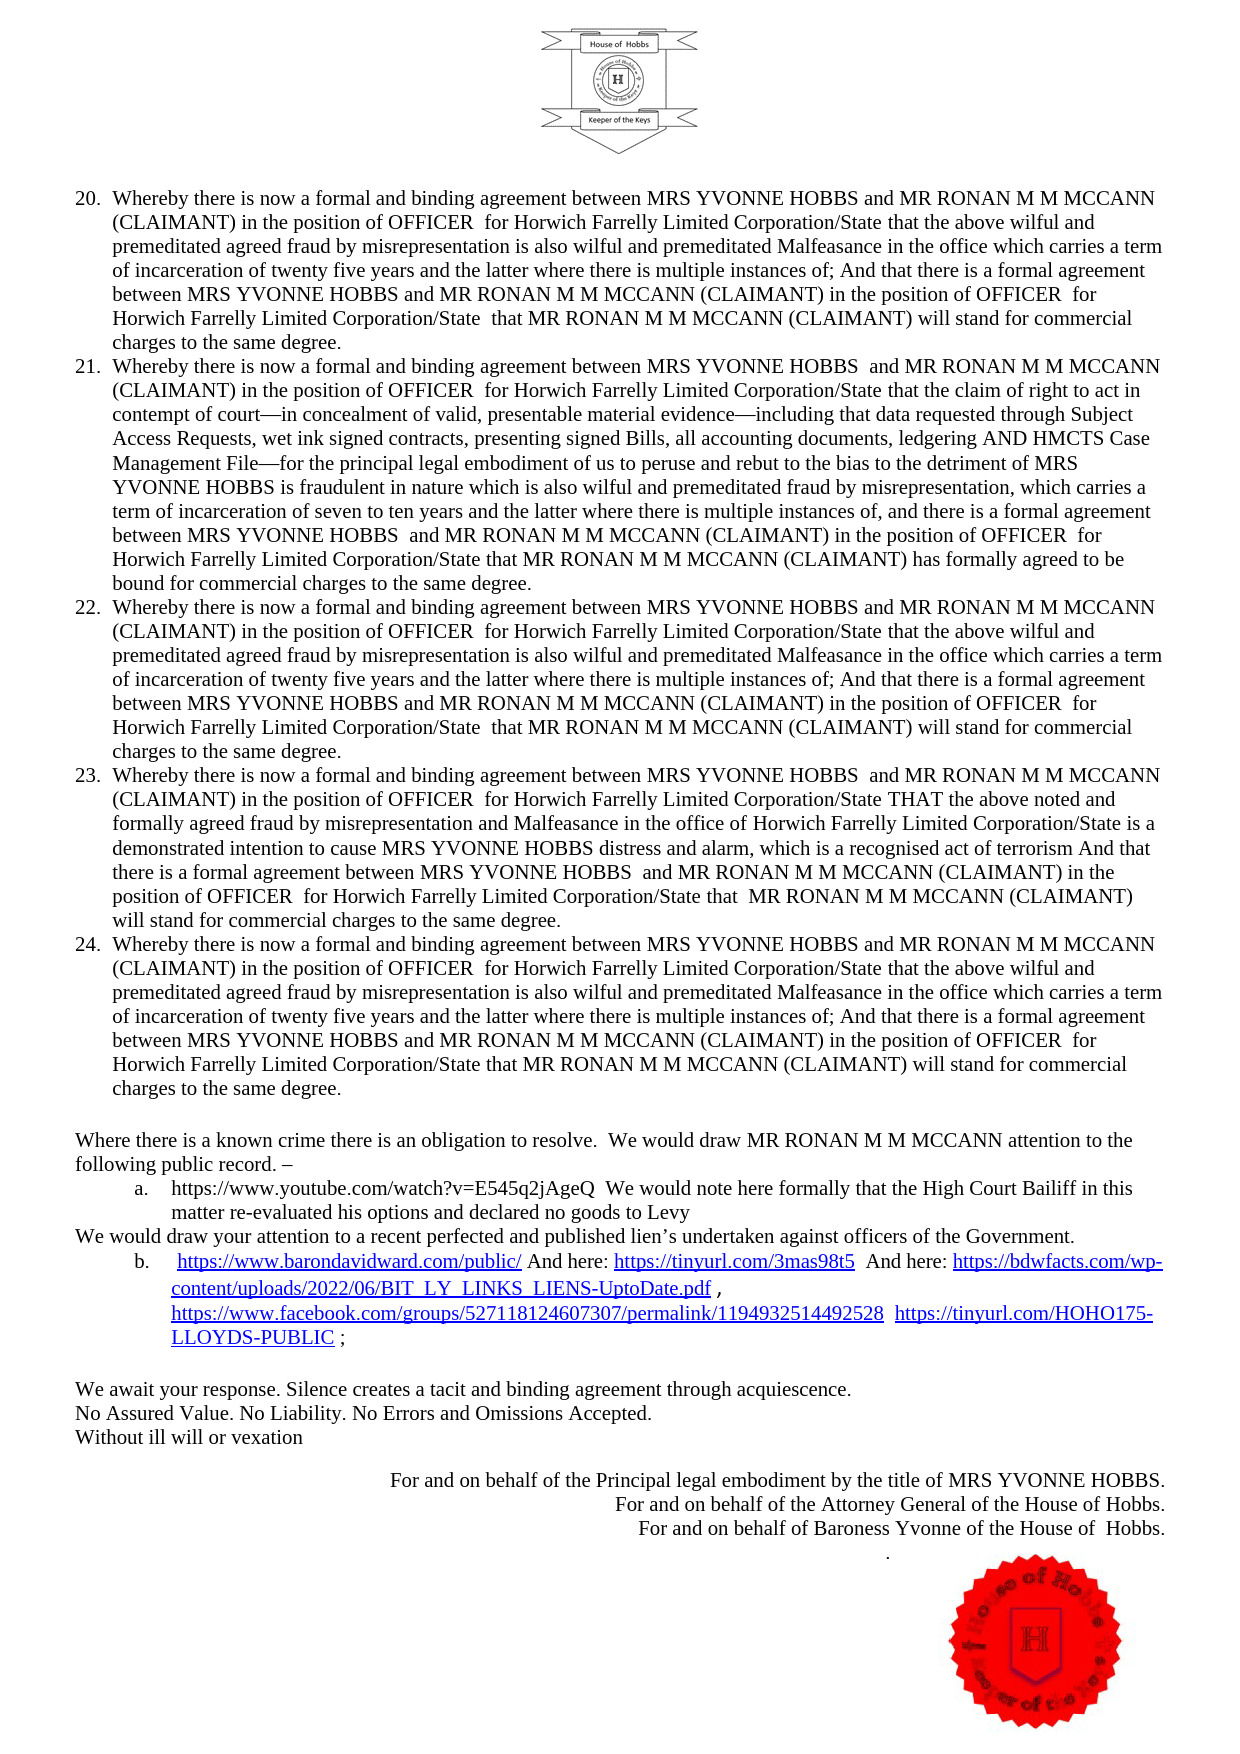 House of Hobbs
House of Hobbs
H
Keeper of the Keys
Keeper of the Keys
20. Whereby there is now a formal and binding agreement between MRS YVONNE HOBBS and MR RONAN M M MCCANN
(CLAIMANT) in the position of OFFICER for Horwich Farrelly Limited Corporation/State that the above wilful and
premeditated agreed fraud by misrepresentation is also wilful and premeditated Malfeasance in the office which carries a term
of incarceration of twenty five years and the latter where there is multiple instances of; And that there is a formal agreement
between MRS YVONNE HOBBS and MR RONAN M M MCCANN (CLAIMANT) in the position of OFFICER for
Horwich Farrelly Limited Corporation/State that MR RONAN M M MCCANN (CLAIMANT) will stand for commercial
charges to the same degree.
21. Whereby there is now a formal and binding agreement between MRS YVONNE HOBBS and MR RONAN M M MCCANN
(CLAIMANT) in the position of OFFICER for Horwich Farrelly Limited Corporation/State that the claim of right to act in
contempt of court—in concealment of valid, presentable material evidence—including that data requested through Subject
Access Requests, wet ink signed contracts, presenting signed Bills, all accounting documents, ledgering AND HMCTS Case
Management File—for the principal legal embodiment of us to peruse and rebut to the bias to the detriment of MRS
YVONNE HOBBS is fraudulent in nature which is also wilful and premeditated fraud by misrepresentation, which carries a
term of incarceration of seven to ten years and the latter where there is multiple instances of, and there is a formal agreement
between MRS YVONNE HOBBS and MR RONAN M M MCCANN (CLAIMANT) in the position of OFFICER for
Horwich Farrelly Limited Corporation/State that MR RONAN M M MCCANN (CLAIMANT) has formally agreed to be
bound for commercial charges to the same degree.
22. Whereby there is now a formal and binding agreement between MRS YVONNE HOBBS and MR RONAN M M MCCANN
(CLAIMANT) in the position of OFFICER for Horwich Farrelly Limited Corporation/State that the above wilful and
premeditated agreed fraud by misrepresentation is also wilful and premeditated Malfeasance in the office which carries a term
of incarceration of twenty five years and the latter where there is multiple instances of; And that there is a formal agreement
between MRS YVONNE HOBBS and MR RONAN M M MCCANN (CLAIMANT) in the position of OFFICER for
Horwich Farrelly Limited Corporation/State that MR RONAN M M MCCANN (CLAIMANT) will stand for commercial
charges to the same degree.
23. Whereby there is now a formal and binding agreement between MRS YVONNE HOBBS and MR RONAN M M MCCANN
(CLAIMANT) in the position of OFFICER for Horwich Farrelly Limited Corporation/State THAT the above noted and
formally agreed fraud by misrepresentation and Malfeasance in the office of Horwich Farrelly Limited Corporation/State is a
demonstrated intention to cause MRS YVONNE HOBBS distress and alarm, which is a recognised act of terrorism And that
there is a formal agreement between MRS YVONNE HOBBS and MR RONAN M M MCCANN (CLAIMANT) in the
position of OFFICER for Horwich Farrelly Limited Corporation/State that MR RONAN M M MCCANN (CLAIMANT)
will stand for commercial charges to the same degree.
24. Whereby there is now a formal and binding agreement between MRS YVONNE HOBBS and MR RONAN M M MCCANN
(CLAIMANT) in the position of OFFICER for Horwich Farrelly Limited Corporation/State that the above wilful and
premeditated agreed fraud by misrepresentation is also wilful and premeditated Malfeasance in the office which carries a term
of incarceration of twenty five years and the latter where there is multiple instances of; And that there is a formal agreement
between MRS YVONNE HOBBS and MR RONAN M M MCCANN (CLAIMANT) in the position of OFFICER for
Horwich Farrelly Limited Corporation/State that MR RONAN M M MCCANN (CLAIMANT) will stand for commercial
charges to the same degree.
Where there is a known crime there is an obligation to resolve. We would draw MR RONAN M M MCCANN attention to the
following public record. –
a. https://www.youtube.com/watch?v=E545q2jAgeQ We would note here formally that the High Court Bailiff in this
matter re-evaluated his options and declared no goods to Levy
We would draw your attention to a recent perfected and published lien’s undertaken against officers of the Government.
b. https://www.barondavidward.com/public/ And here: https://tinyurl.com/3mas98t5 And here: https://bdwfacts.com/wp-
content/uploads/2022/06/BIT_LY_LINKS_LIENS-UptoDate.pdf ,
https://www.facebook.com/groups/527118124607307/permalink/1194932514492528 https://tinyurl.com/HOHO175-
LLOYDS-PUBLIC ;
We await your response. Silence creates a tacit and binding agreement through acquiescence.
No Assured Value. No Liability. No Errors and Omissions Accepted.
Without ill will or vexation
For and on behalf of the Principal legal embodiment by the title of MRS YVONNE HOBBS.
For and on behalf of the Attorney General of the House of Hobbs.
For and on behalf of Baroness Yvonne of the House of Hobbs.
.
House of Hobbs
H
Keeper of the Keys